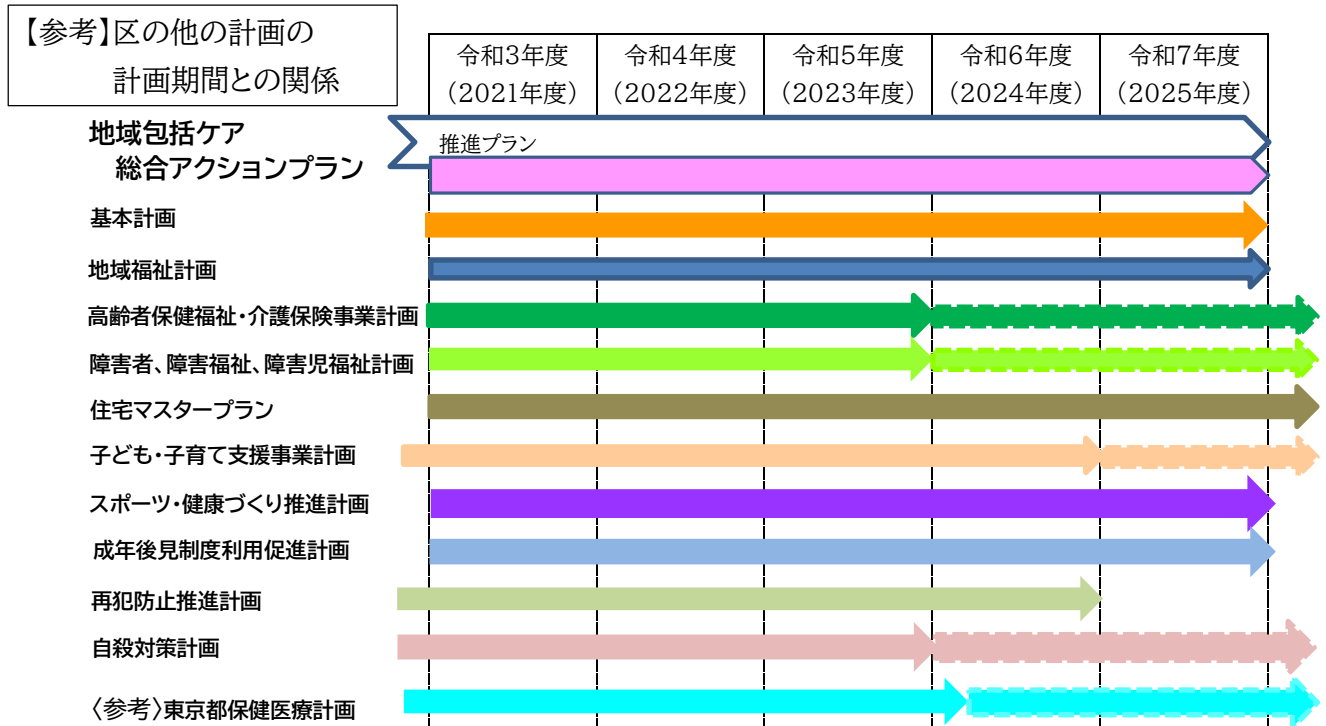 【参考】区の他の計画の
計画期間との関係
令和3年度
(2021年度)
令和4年度
(2022年度)
令和5年度
(2023年度)
令和6年度
(2024年度)
令和7年度
(2025年度)
地域包括ケア
総合アクションプラン
推進プラン
基本計画
地域福祉計画
高齢者保健福祉・介護保険事業計画
障害者、障害福祉、障害児福祉計画
住宅マスタープラン
子ども・子育て支援事業計画
スポーツ・健康づくり推進計画
成年後見制度利用促進計画
再犯防止推進計画
自殺対策計画
〈参考〉東京都保健医療計画